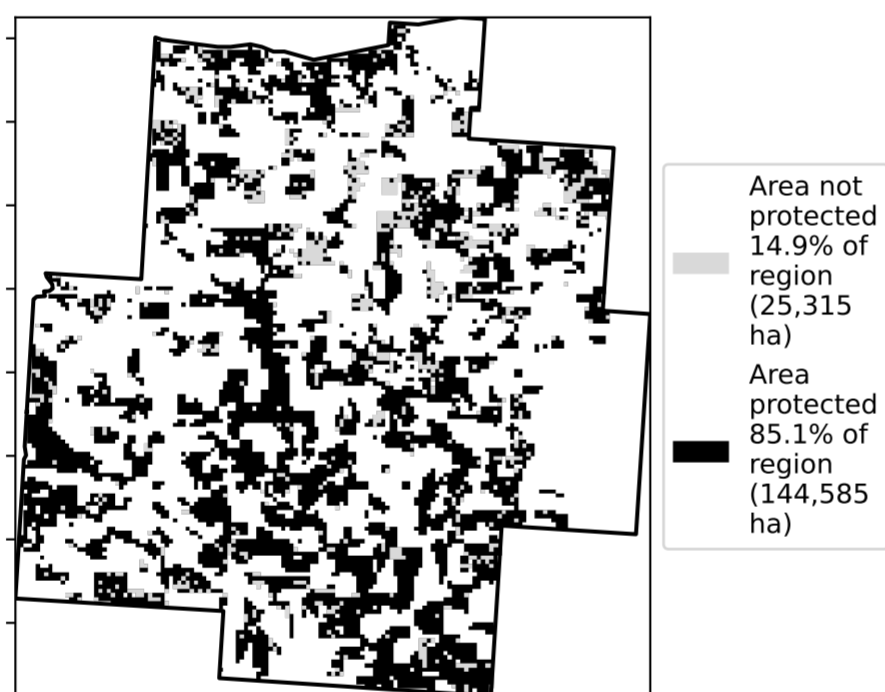 Area not
protected
14.9% of
region
(25,315
ha)
Area
protected
85.1% of
region
(144,585
ha)